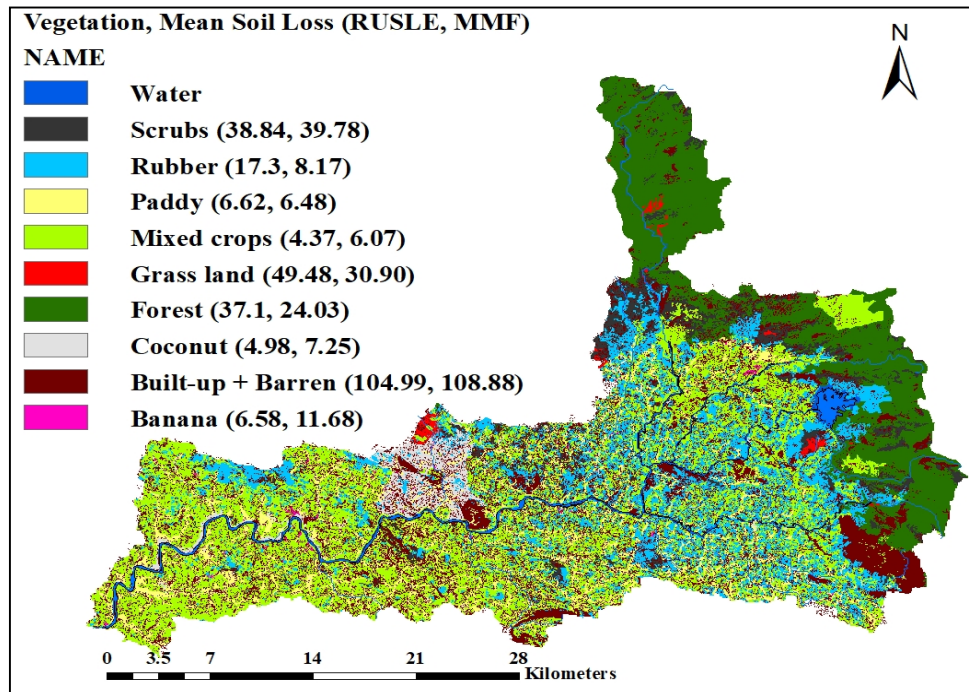 Vegetation, Mean Soil Loss (RUSLE, MMF)
NAME
N
Water
Scrubs (38.84, 39.78)
Rubber (17.3, 8.17)
Paddy (6.62, 6.48)
Mixed crops (4.37, 6.07)
Grass land (49.48, 30.90)
Forest (37.1, 24.03)
Coconut (4.98, 7.25)
Built-up + Barren (104.99, 108.88)
Banana (6.58, 11.68)
0 3.5 7 14 21 28
Kilometers